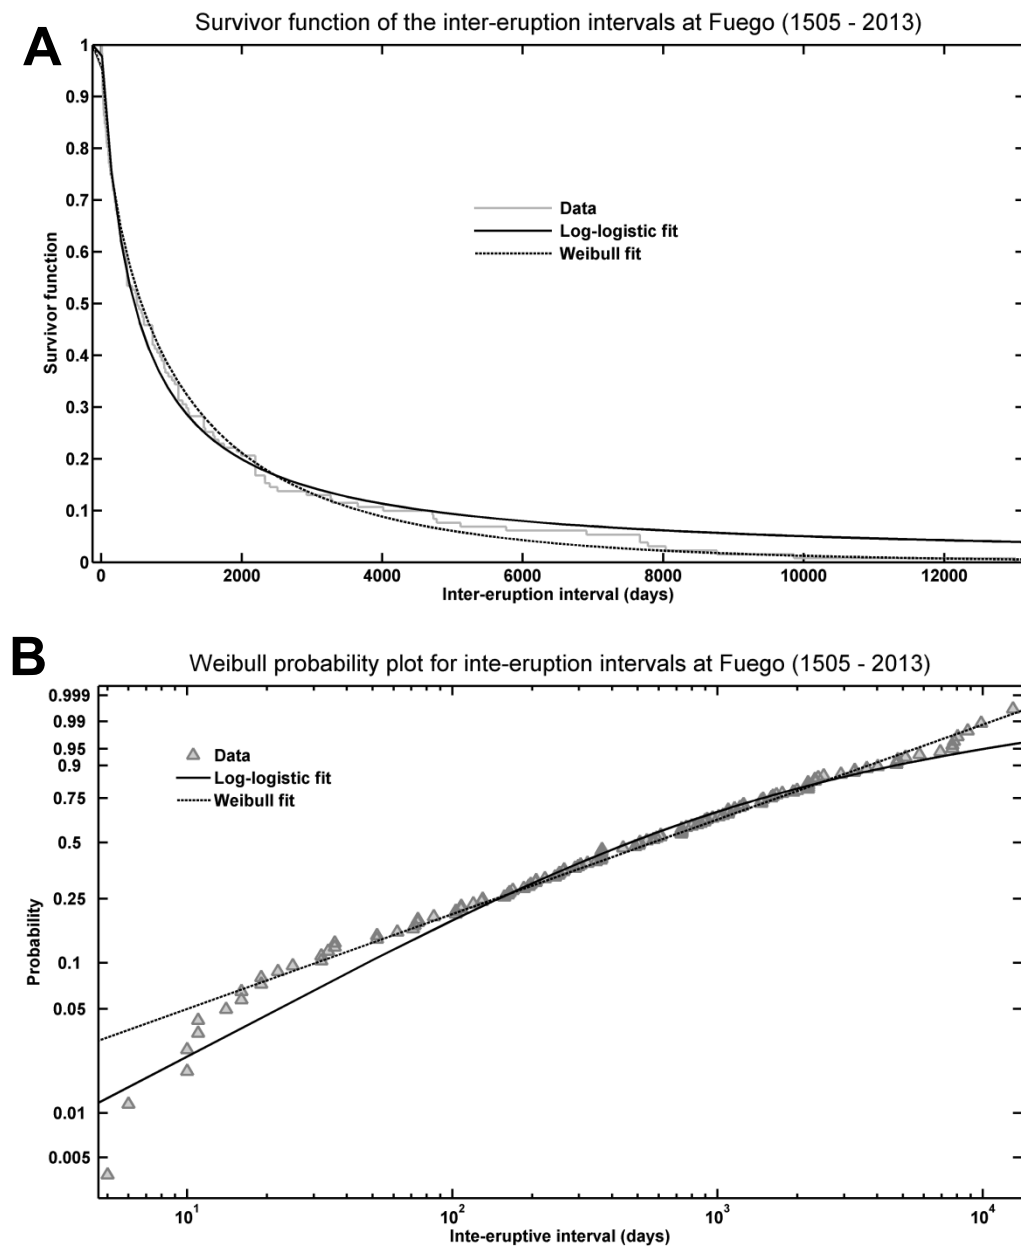 A
Survivor function of the inter-eruption intervals at Fuego (1505 - 2013)
1
0.9
0.8
0.7
0.6
0.5
0.4
0.3
0.2
0.1
0
Survivor function
Data
Log-logistic fit
Weibull fit
0 2000 4000 6000 8000 10000 12000
Inter-eruption interval (days)
B
Weibull probability plot for inte-eruption intervals at Fuego (1505 - 2013)
0.999
0.99
0.95
0.9
0.75
0.5
0.25
0.1
0.05
0.01
0.005
Probability
Data
Log-logistic fit
Weibull fit
10^1 10^2 10^3 10^4
Inte-eruptive interval (days)